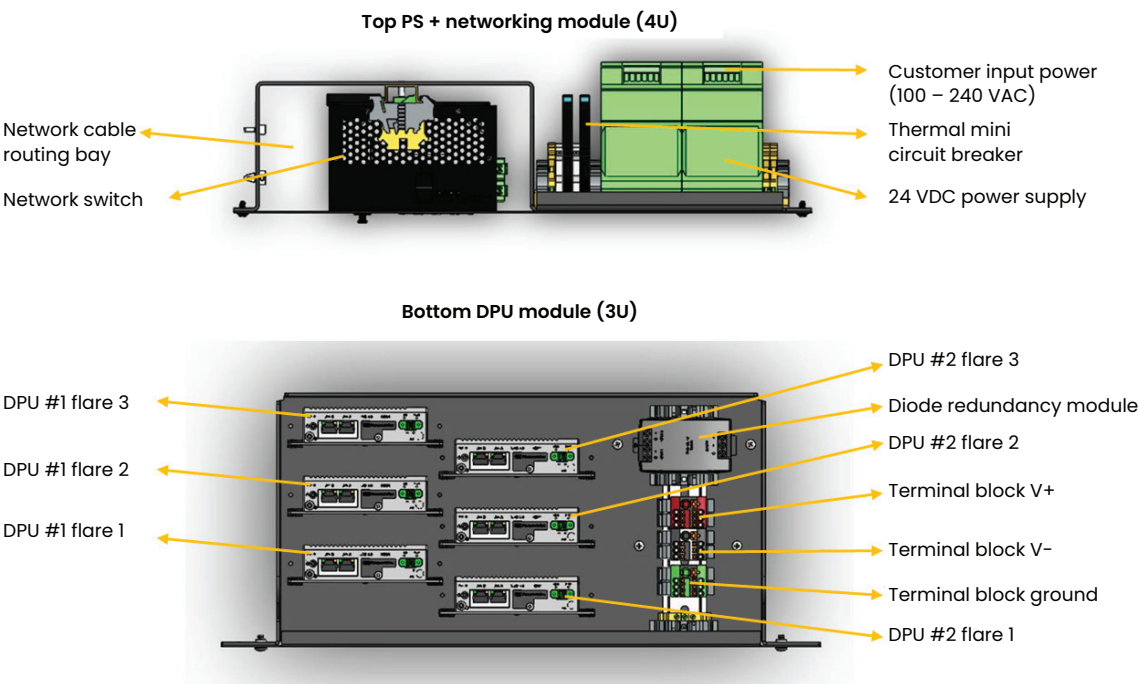 Top PS + networking module (4U)
Customer input power
(100 – 240 VAC)
Network cable
routing bay
Thermal mini
circuit breaker
Network switch
24 VDC power supply
Bottom DPU module (3U)
DPU #2 flare 3
DPU #1 flare 3
Diode redundancy module
DPU #2 flare 2
DPU #1 flare 2
Terminal block V+
DPU #1 flare 1
Terminal block V-
Terminal block ground
DPU #2 flare 1